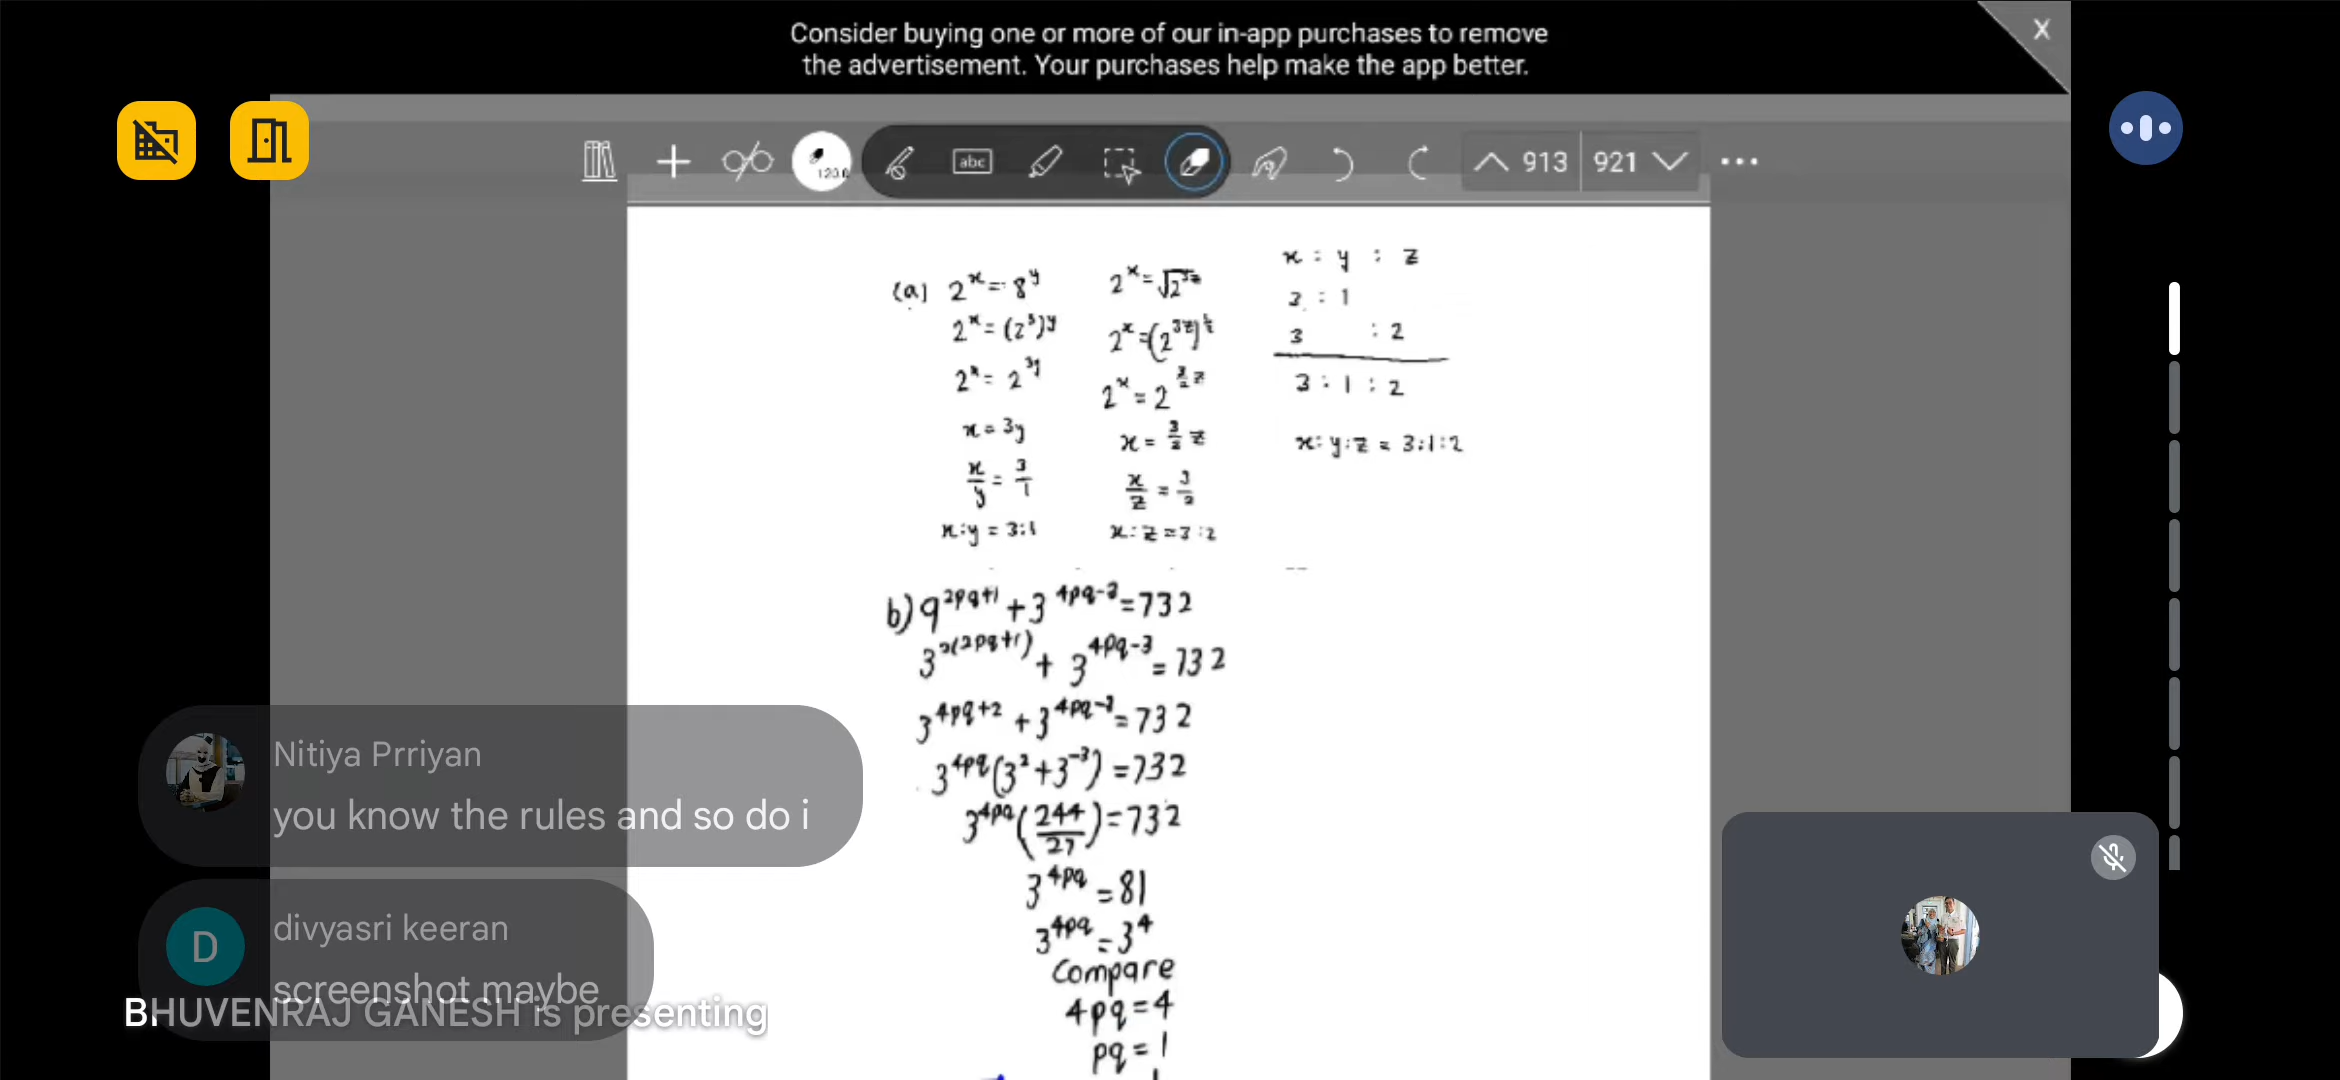 Consider buying one or more of our in-app purchases to remove
the advertisement. Your purchases help make the app better.
X
123.0
abc
913
921
(a) 2^x = 8^y
2^x = (2^3)^y
2^x = 2^3y
x = 3y
x/y = 3/1
x:y = 3:1
2^x = √2^3z
2^x = (2^3z)^1/2
2^x = 2^3/2 z
x = 3/2 z
x/z = 3/2
x:z = 3:2
x : y : z
3 : 1
3 : 2
3 : 1 : 2
x:y:z = 3:1:2
b) 9^2pq+1 + 3^4pq-3 = 732
3^2(2pq+1) + 3^4pq-3 = 732
3^4pq+2 + 3^4pq-3 = 732
3^4pq (3^2 + 3^-3) = 732
3^4pq (244/27) = 732
3^4pq = 81
3^4pq = 3^4
Compare
4pq = 4
pq = 1
Nitiya Prriyan
you know the rules and so do i
D
divyasri keeran
screenshot maybe
BHUVENRAJ GANESH is presenting